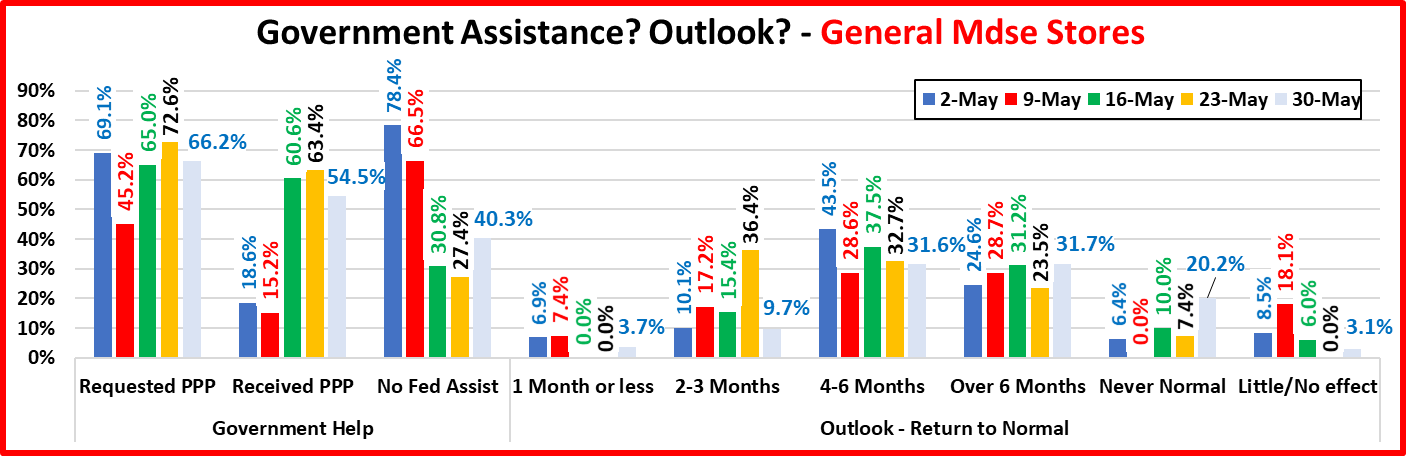 Government Assistance? Outlook? - General Mdse Stores
2-May 9-May 16-May 23-May 30-May
90%
80%
70%
60%
50%
40%
30%
20%
10%
0%
69.1% 45.2% 65.0% 72.6% 66.2%
18.6% 15.2% 60.6% 63.4% 54.5%
78.4% 66.5% 30.8% 27.4% 40.3%
6.9% 7.4% 0.0% 0.0% 3.7%
10.1% 17.2% 15.4% 36.4% 9.7%
43.5% 28.6% 37.5% 32.7% 31.6%
24.6% 28.7% 31.2% 23.5% 31.7%
6.4% 0.0% 10.0% 7.4% 20.2%
8.5% 18.1% 6.0% 0.0% 3.1%
Requested PPP Received PPP No Fed Assist 1 Month or less 2-3 Months 4-6 Months Over 6 Months Never Normal Little/No effect
Government Help Outlook - Return to Normal